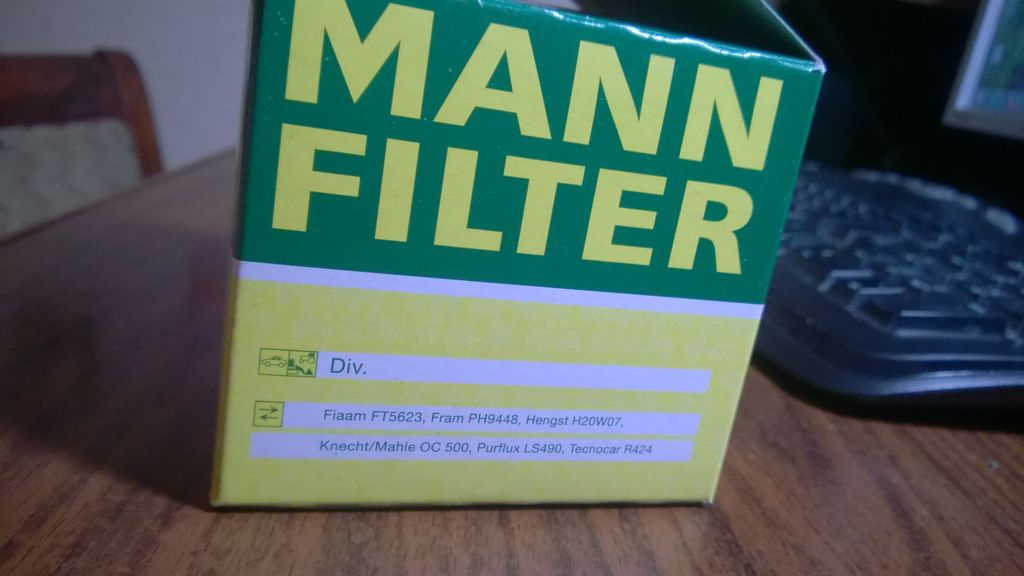 MANN
FILTER
Div.
Fiaam FT5623, Fram PH9448, Hengst H20W07,
Knecht/Mahle OC 500, Purflux LS490, Tecnocar R424